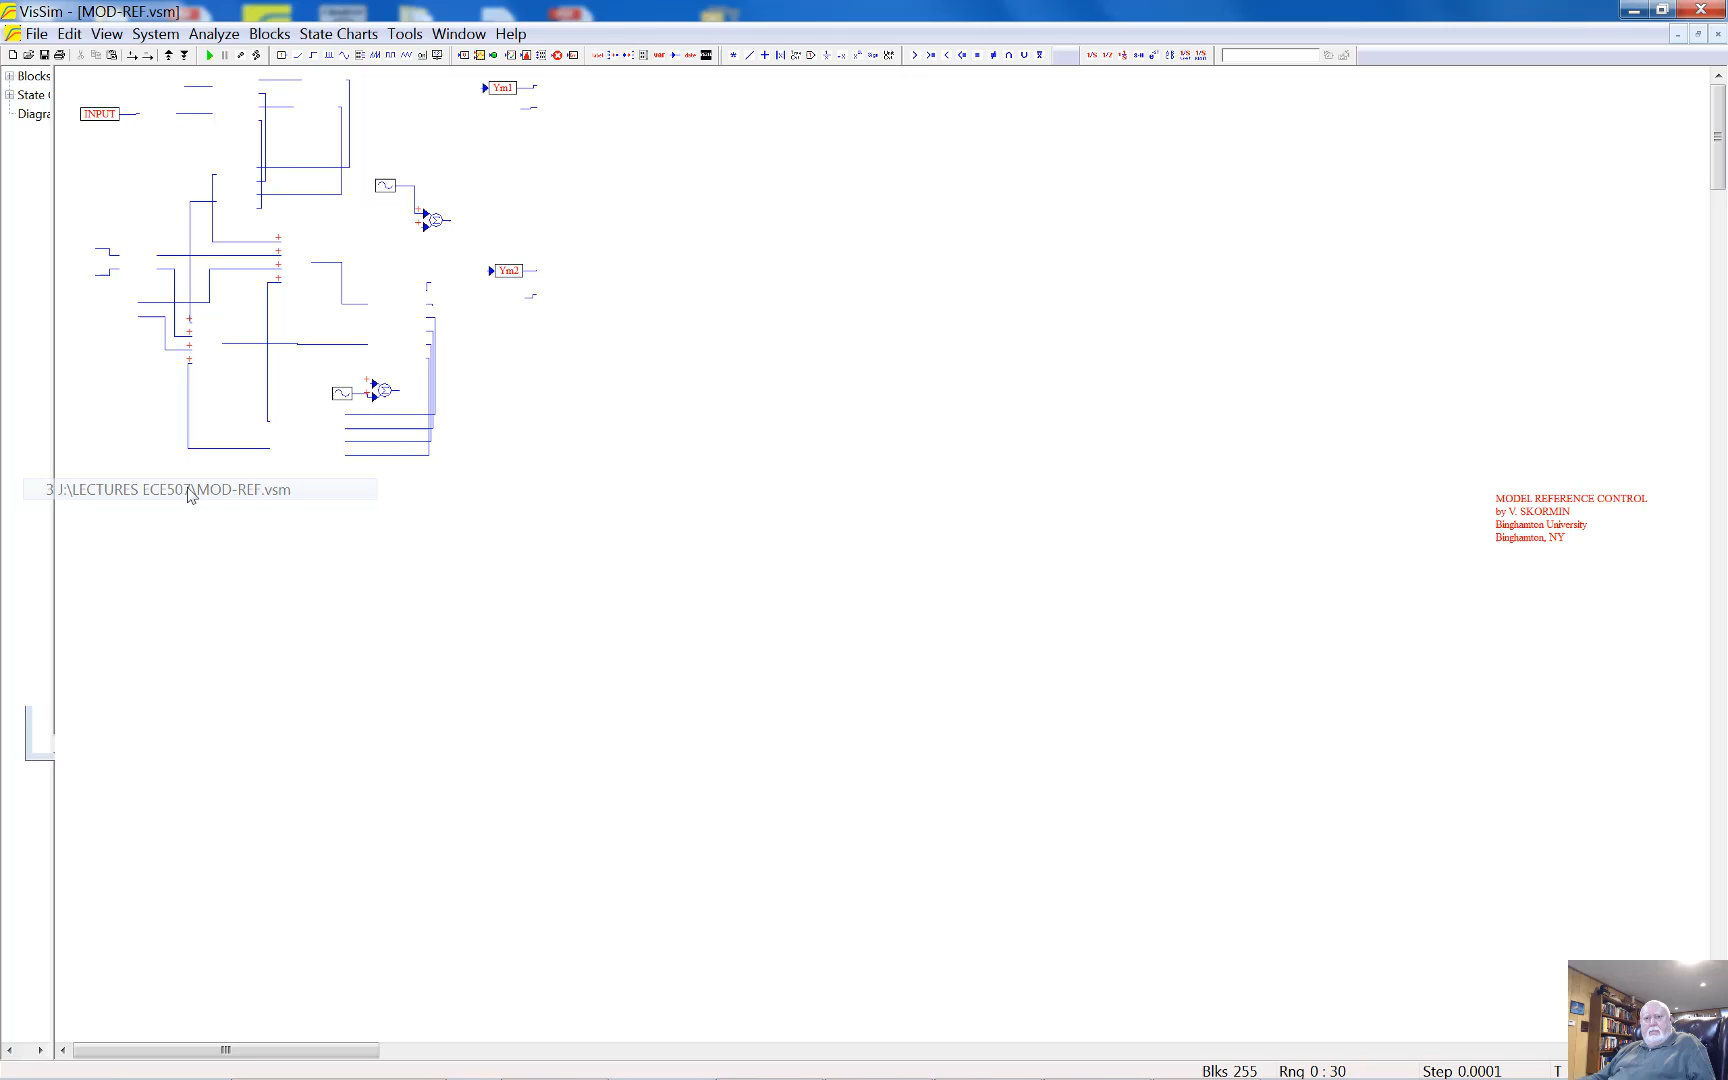 VisSim - [MOD-REF.vsm]
File Edit View System Analyze Blocks State Charts Tools Window Help
Blocks
State C
Diagra
INPUT
Ym1
Ym2
3 J:\LECTURES ECE507\MOD-REF.vsm
MODEL REFERENCE CONTROL
by V. SKORMIN
Binghamton University
Binghamton, NY
Blks 255 Rnq 0 : 30 Step 0.0001 T